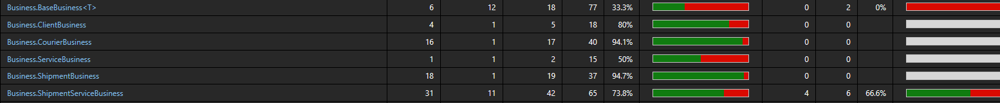 Business.BaseBusiness<T> 6 12 18 77 33.3% 0 2 0%
Business.ClientBusiness 4 1 5 18 80% 0 0
Business.CourierBusiness 16 1 17 40 94.1% 0 0
Business.ServiceBusiness 1 1 2 15 50% 0 0
Business.ShipmentBusiness 18 1 19 37 94.7% 0 0
Business.ShipmentServiceBusiness 31 11 42 65 73.8% 4 6 66.6%